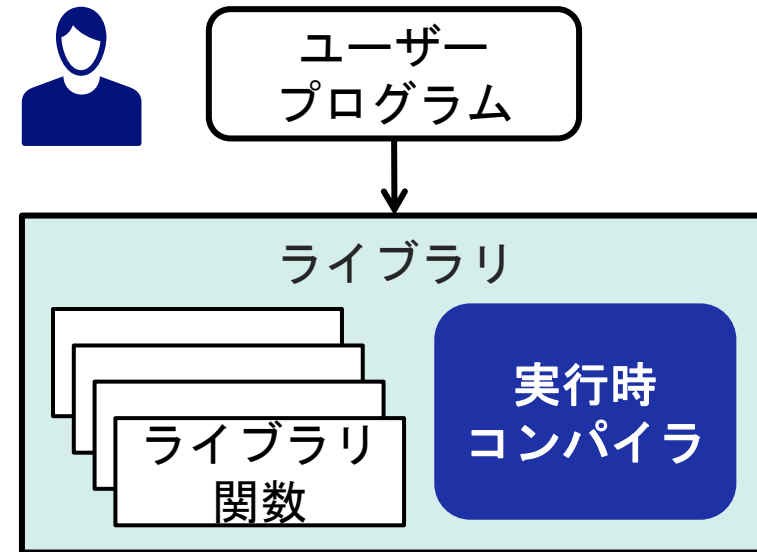 ユーザー
プログラム
ライブラリ
ライブラリ
関数
実行時
コンパイラ